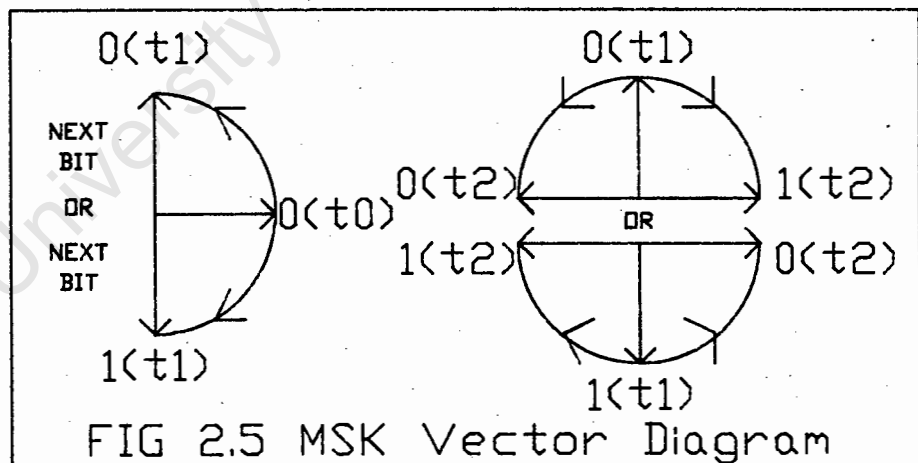 University
0(t1)
NEXT
BIT
OR
NEXT
BIT
0(t0)
1(t1)
0(t1)
0(t2)
1(t2)
OR
1(t2)
0(t2)
1(t1)
FIG 2.5 MSK Vector Diagram